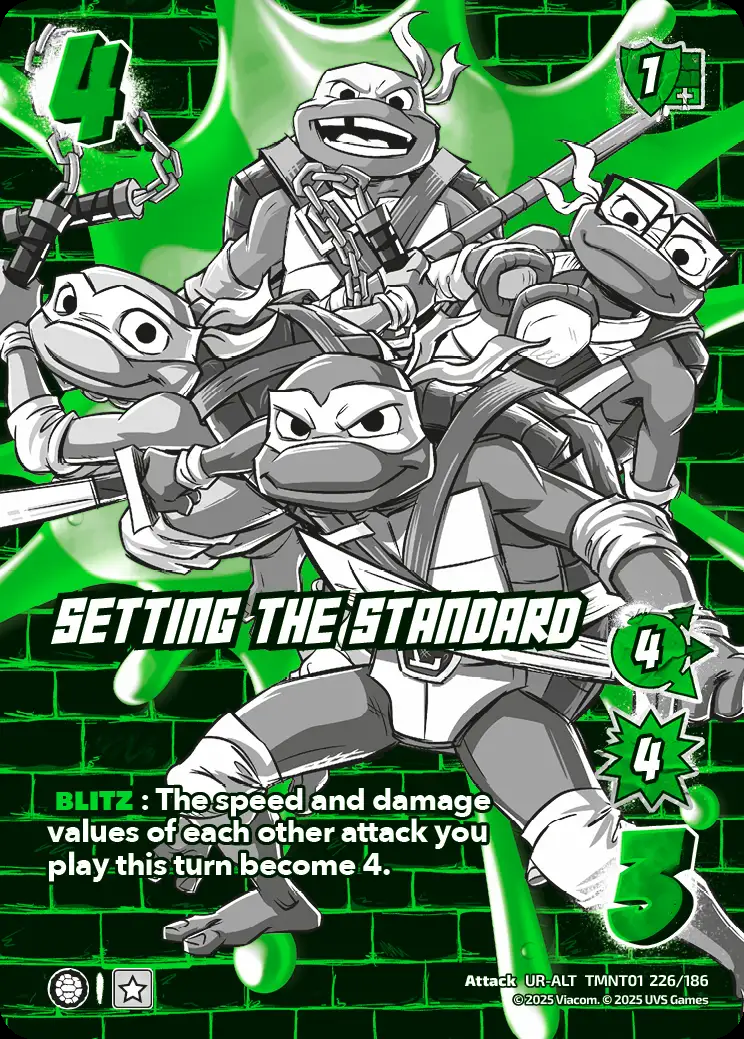 4
1
+
SETTING THE STANDARD
4
4
BLITZ : The speed and damage
values of each other attack you
play this turn become 4.
3
Attack UR-ALT TMNT01 226/186
© 2025 Viacom. © 2025 UVS Games